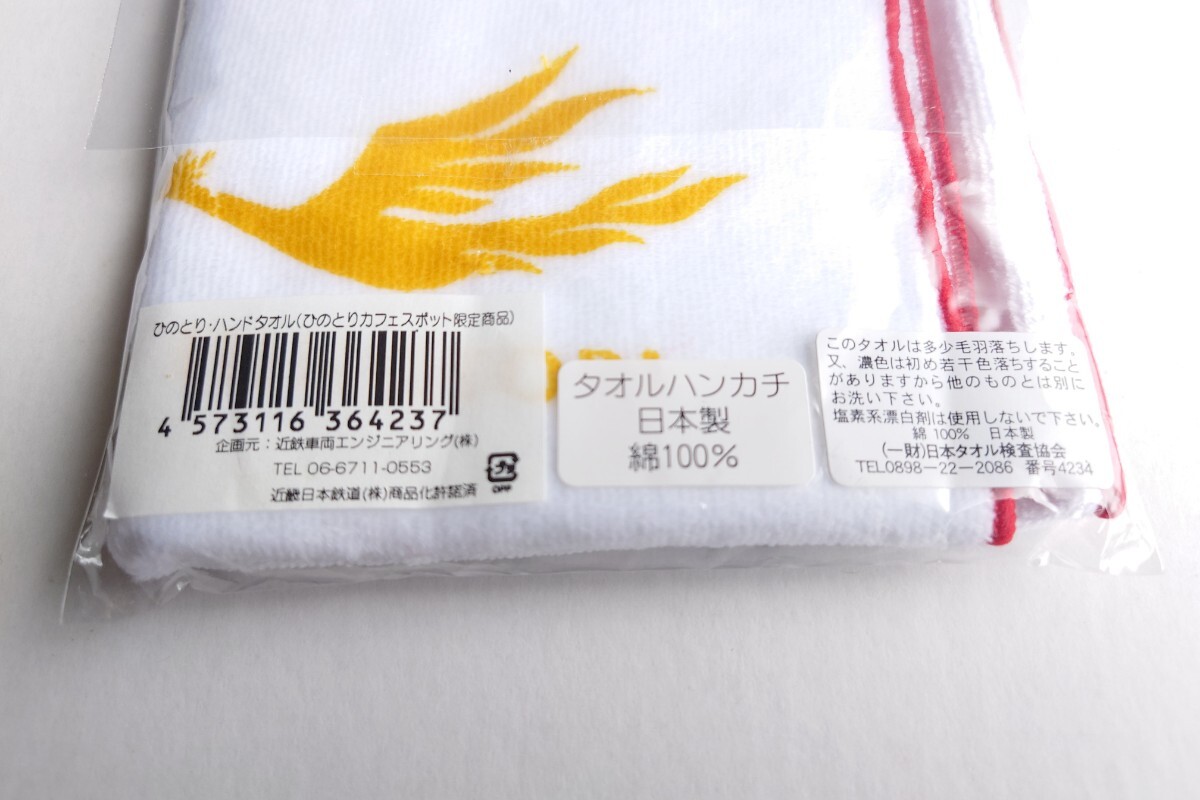 ひのとり・ハンドタオル(ひのとりカフェスポット限定商品)
4 573116 364237
企画元:近鉄車両エンジニアリング(株)
TEL 06-6711-0553
近畿日本鉄道(株)商品化許諾済
OPP
タオルハンカチ
日本製
綿100%
このタオルは多少毛羽落ちします。
又、濃色は初め若干色落ちすること
がありますから他のものとは別に
お洗い下さい。
塩素系漂白剤は使用しないで下さい。
綿 100% 日本製
(一財)日本タオル検査協会
TEL0898-22-2086 番号4234